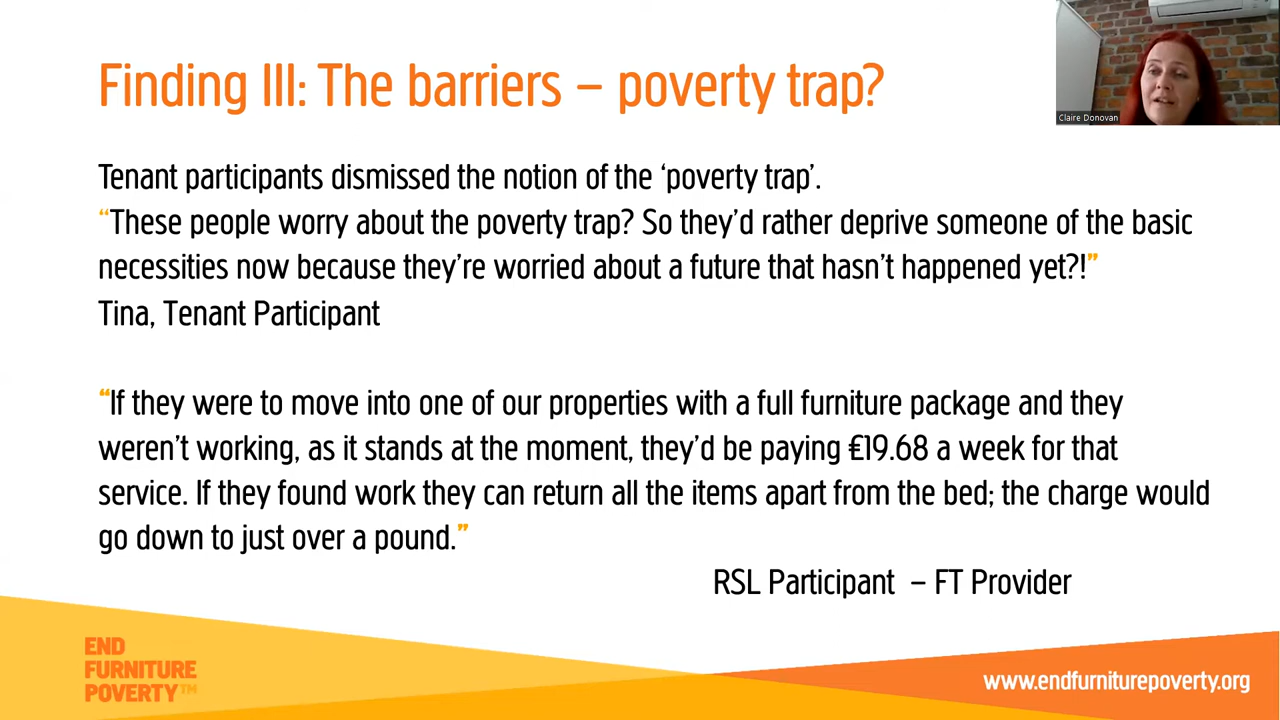 Finding III: The barriers – poverty trap?
Claire Donovan
Tenant participants dismissed the notion of the ‘poverty trap’.
“These people worry about the poverty trap? So they’d rather deprive someone of the basic
necessities now because they’re worried about a future that hasn’t happened yet?!”
Tina, Tenant Participant
“If they were to move into one of our properties with a full furniture package and they
weren’t working, as it stands at the moment, they’d be paying £19.68 a week for that
service. If they found work they can return all the items apart from the bed; the charge would
go down to just over a pound.”
RSL Participant – FT Provider
END
FURNITURE
POVERTY™
www.endfurniturepoverty.org